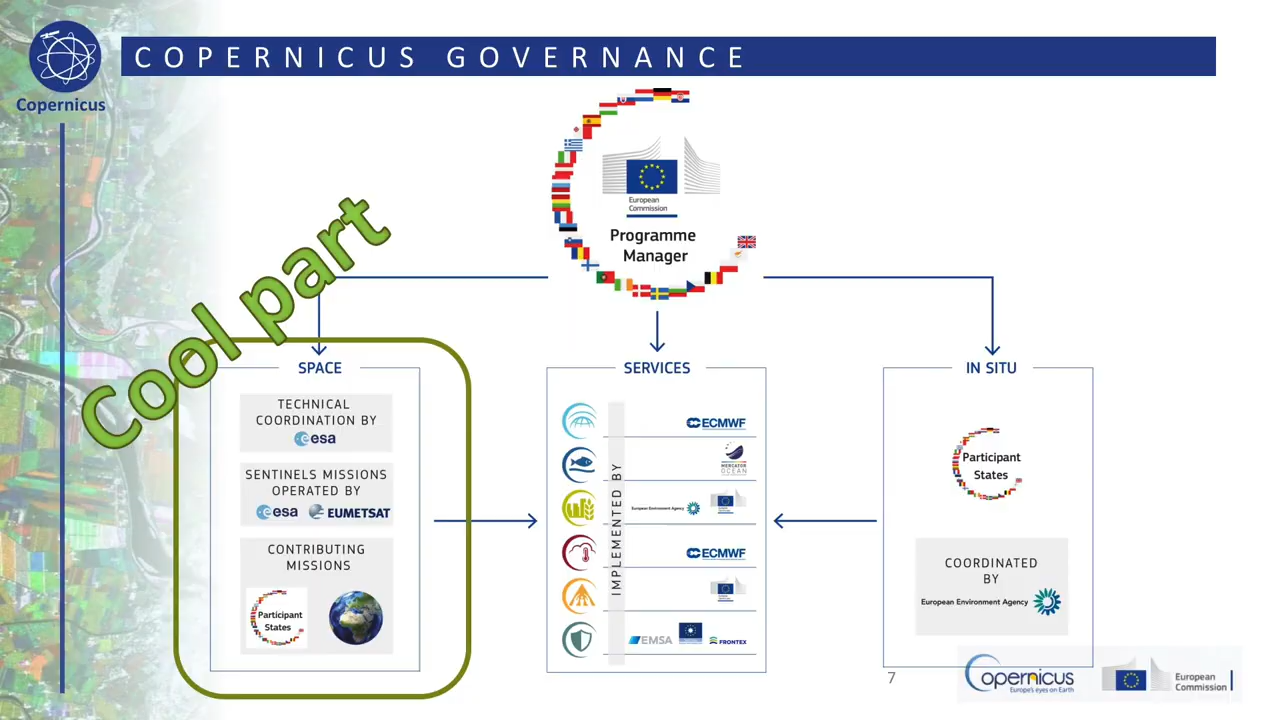 COPERNICUS GOVERNANCE
Copernicus
European
Commission
Programme
Manager
Cool part
SPACE
TECHNICAL
COORDINATION BY
esa
SENTINELS MISSIONS
OPERATED BY
esa EUMETSAT
CONTRIBUTING
MISSIONS
Participant
States
SERVICES
IMPLEMENTED BY
ECMWF
MERCATOR
OCEAN
European Environment Agency
ECMWF
EMSA
FRONTEX
IN SITU
Participant
States
COORDINATED
BY
European Environment Agency
7
Copernicus
Europe's eyes on Earth
European
Commission